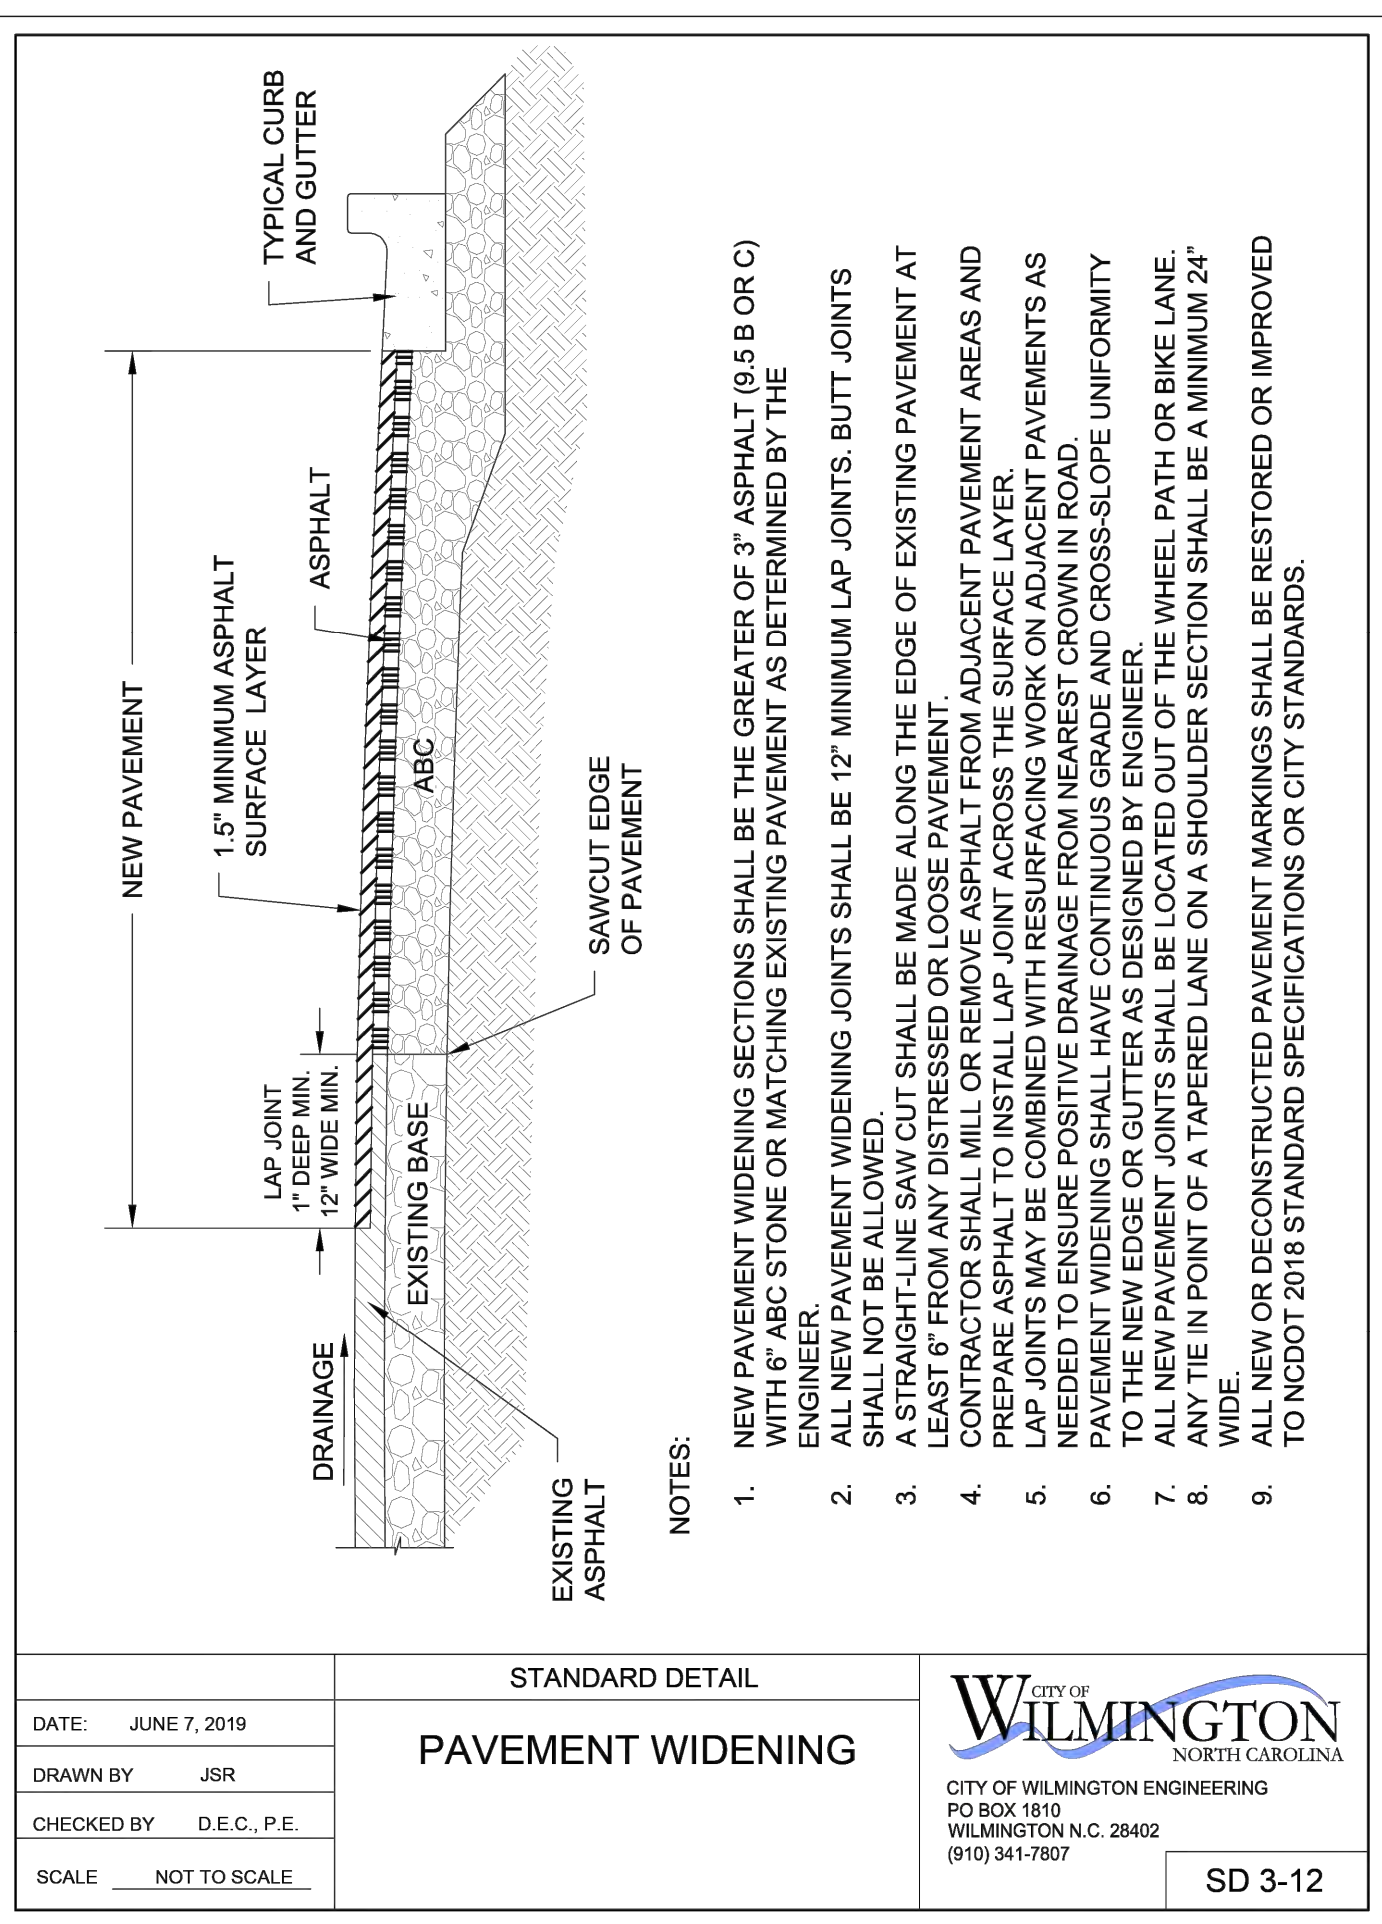 TYPICAL CURB
AND GUTTER
NEW PAVEMENT
1.5" MINIMUM ASPHALT
SURFACE LAYER
ASPHALT
ABC
LAP JOINT
1" DEEP MIN.
12" WIDE MIN.
SAWCUT EDGE
OF PAVEMENT
EXISTING BASE
DRAINAGE
EXISTING
ASPHALT
NOTES:
1. NEW PAVEMENT WIDENING SECTIONS SHALL BE THE GREATER OF 3” ASPHALT (9.5 B OR C)
WITH 6” ABC STONE OR MATCHING EXISTING PAVEMENT AS DETERMINED BY THE
ENGINEER.
2. ALL NEW PAVEMENT WIDENING JOINTS SHALL BE 12” MINIMUM LAP JOINTS. BUTT JOINTS
SHALL NOT BE ALLOWED.
3. A STRAIGHT-LINE SAW CUT SHALL BE MADE ALONG THE EDGE OF EXISTING PAVEMENT AT
LEAST 6” FROM ANY DISTRESSED OR LOOSE PAVEMENT.
4. CONTRACTOR SHALL MILL OR REMOVE ASPHALT FROM ADJACENT PAVEMENT AREAS AND
PREPARE ASPHALT TO INSTALL LAP JOINT ACROSS THE SURFACE LAYER.
5. LAP JOINTS MAY BE COMBINED WITH RESURFACING WORK ON ADJACENT PAVEMENTS AS
NEEDED TO ENSURE POSITIVE DRAINAGE FROM NEAREST CROWN IN ROAD.
6. PAVEMENT WIDENING SHALL HAVE CONTINUOUS GRADE AND CROSS-SLOPE UNIFORMITY
TO THE NEW EDGE OR GUTTER AS DESIGNED BY ENGINEER.
7. ALL NEW PAVEMENT JOINTS SHALL BE LOCATED OUT OF THE WHEEL PATH OR BIKE LANE.
8. ANY TIE IN POINT OF A TAPERED LANE ON A SHOULDER SECTION SHALL BE A MINIMUM 24”
WIDE.
9. ALL NEW OR DECONSTRUCTED PAVEMENT MARKINGS SHALL BE RESTORED OR IMPROVED
TO NCDOT 2018 STANDARD SPECIFICATIONS OR CITY STANDARDS.
DATE: JUNE 7, 2019
DRAWN BY JSR
CHECKED BY D.E.C., P.E.
SCALE NOT TO SCALE
STANDARD DETAIL
PAVEMENT WIDENING
CITY OF
WILMINGTON
NORTH CAROLINA
CITY OF WILMINGTON ENGINEERING
PO BOX 1810
WILMINGTON N.C. 28402
(910) 341-7807
SD 3-12